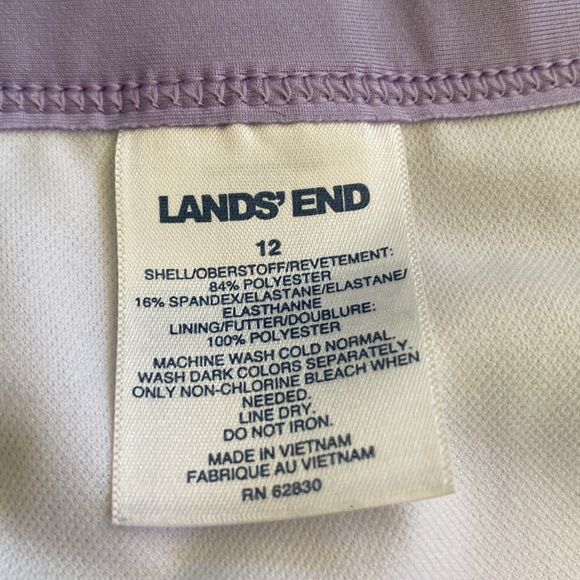 LANDS' END
12
SHELL/OBERSTOFF/REVETEMENT:
84% POLYESTER
16% SPANDEX/ELASTANE/ELASTANE/
ELASTHANNE
LINING/FUTTER/DOUBLURE:
100% POLYESTER
MACHINE WASH COLD NORMAL.
WASH DARK COLORS SEPARATELY.
ONLY NON-CHLORINE BLEACH WHEN
NEEDED.
LINE DRY.
DO NOT IRON.
MADE IN VIETNAM
FABRIQUE AU VIETNAM
RN 62830